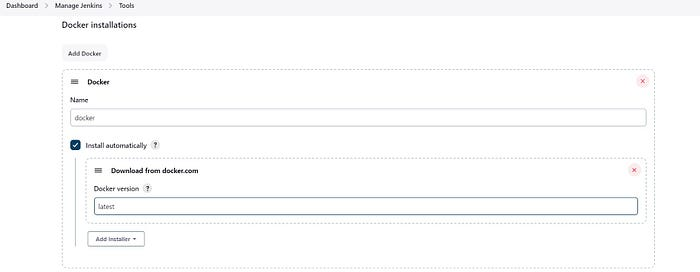 Dashboard > Manage Jenkins > Tools
Docker installations
Add Docker
Docker
Name
docker
Install automatically ?
Download from docker.com
Docker version ?
latest
Add Installer